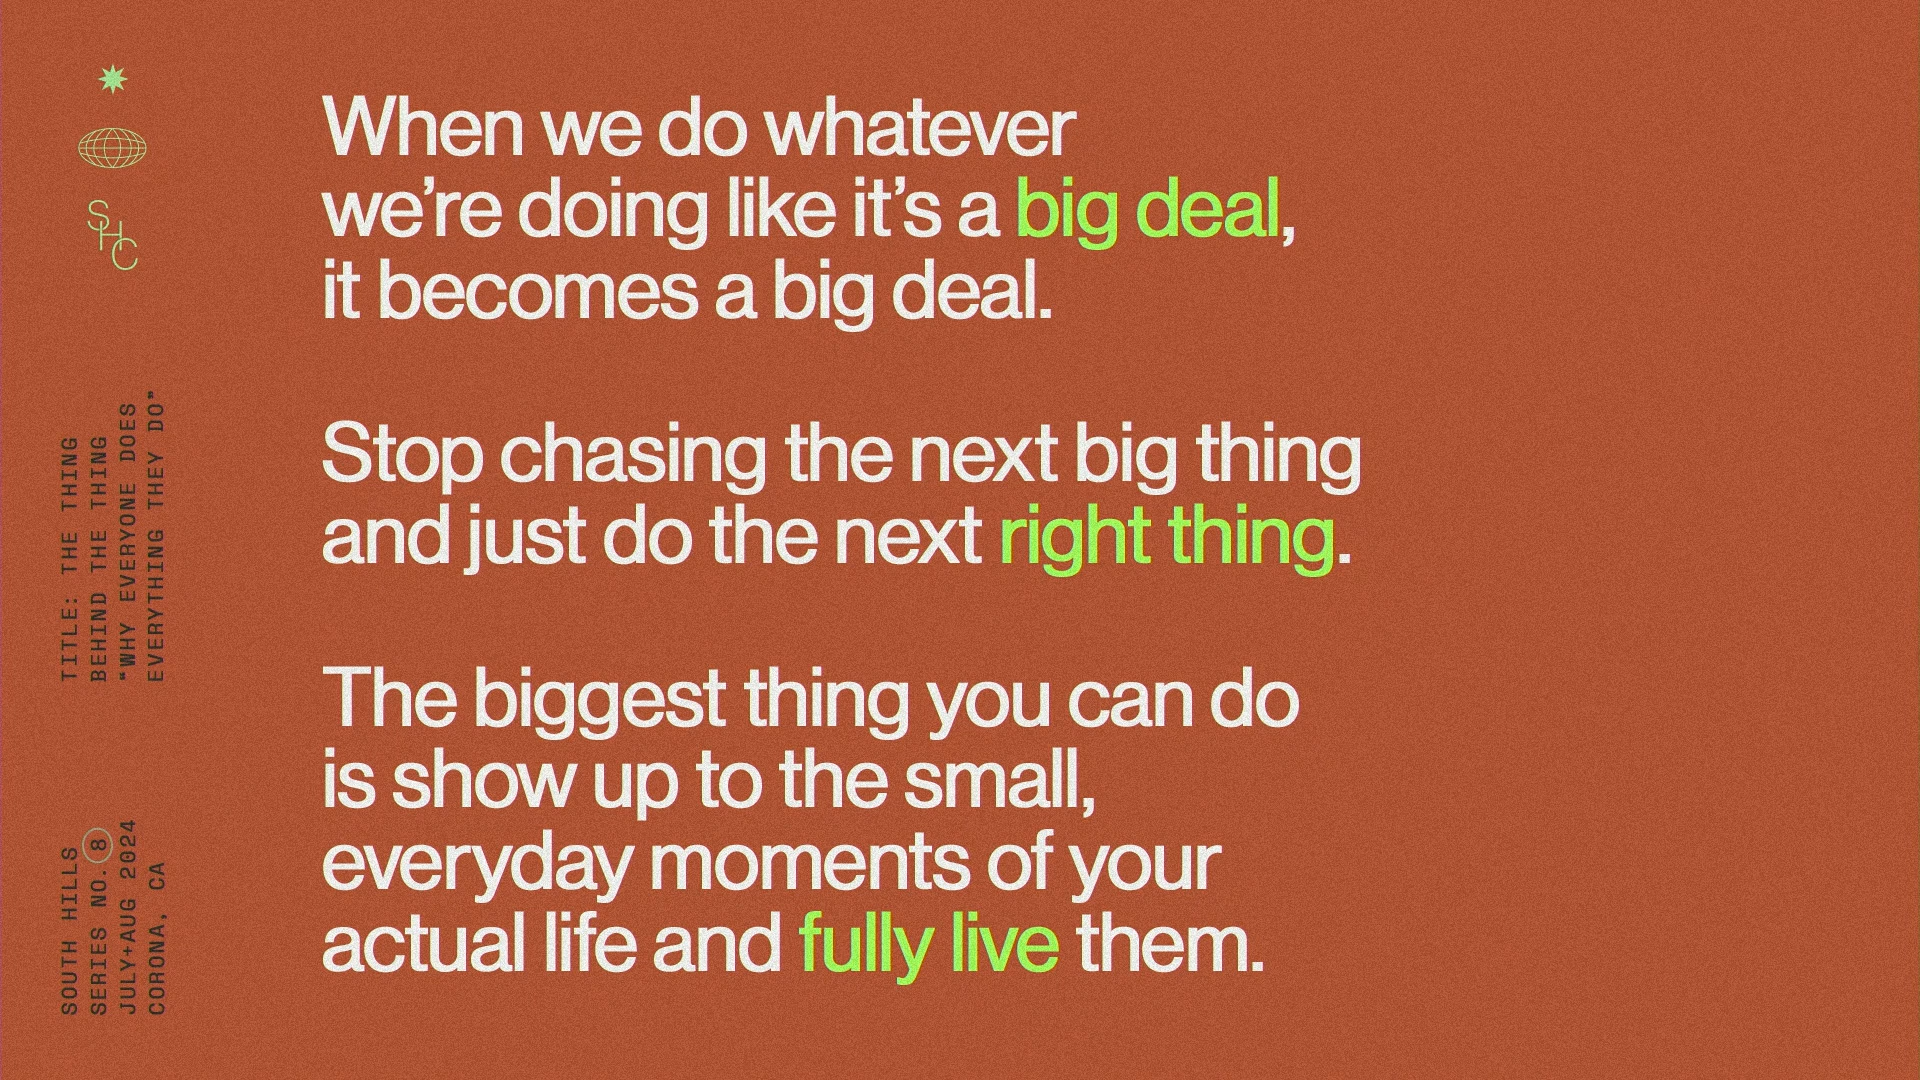 SHC
TITLE: THE THING
BEHIND THE THING
“WHY EVERYONE DOES
EVERYTHING THEY DO”
SOUTH HILLS
SERIES NO. 8
JULY+AUG 2024
CORONA, CA
When we do whatever
we’re doing like it’s a big deal,
it becomes a big deal.
Stop chasing the next big thing
and just do the next right thing.
The biggest thing you can do
is show up to the small,
everyday moments of your
actual life and fully live them.